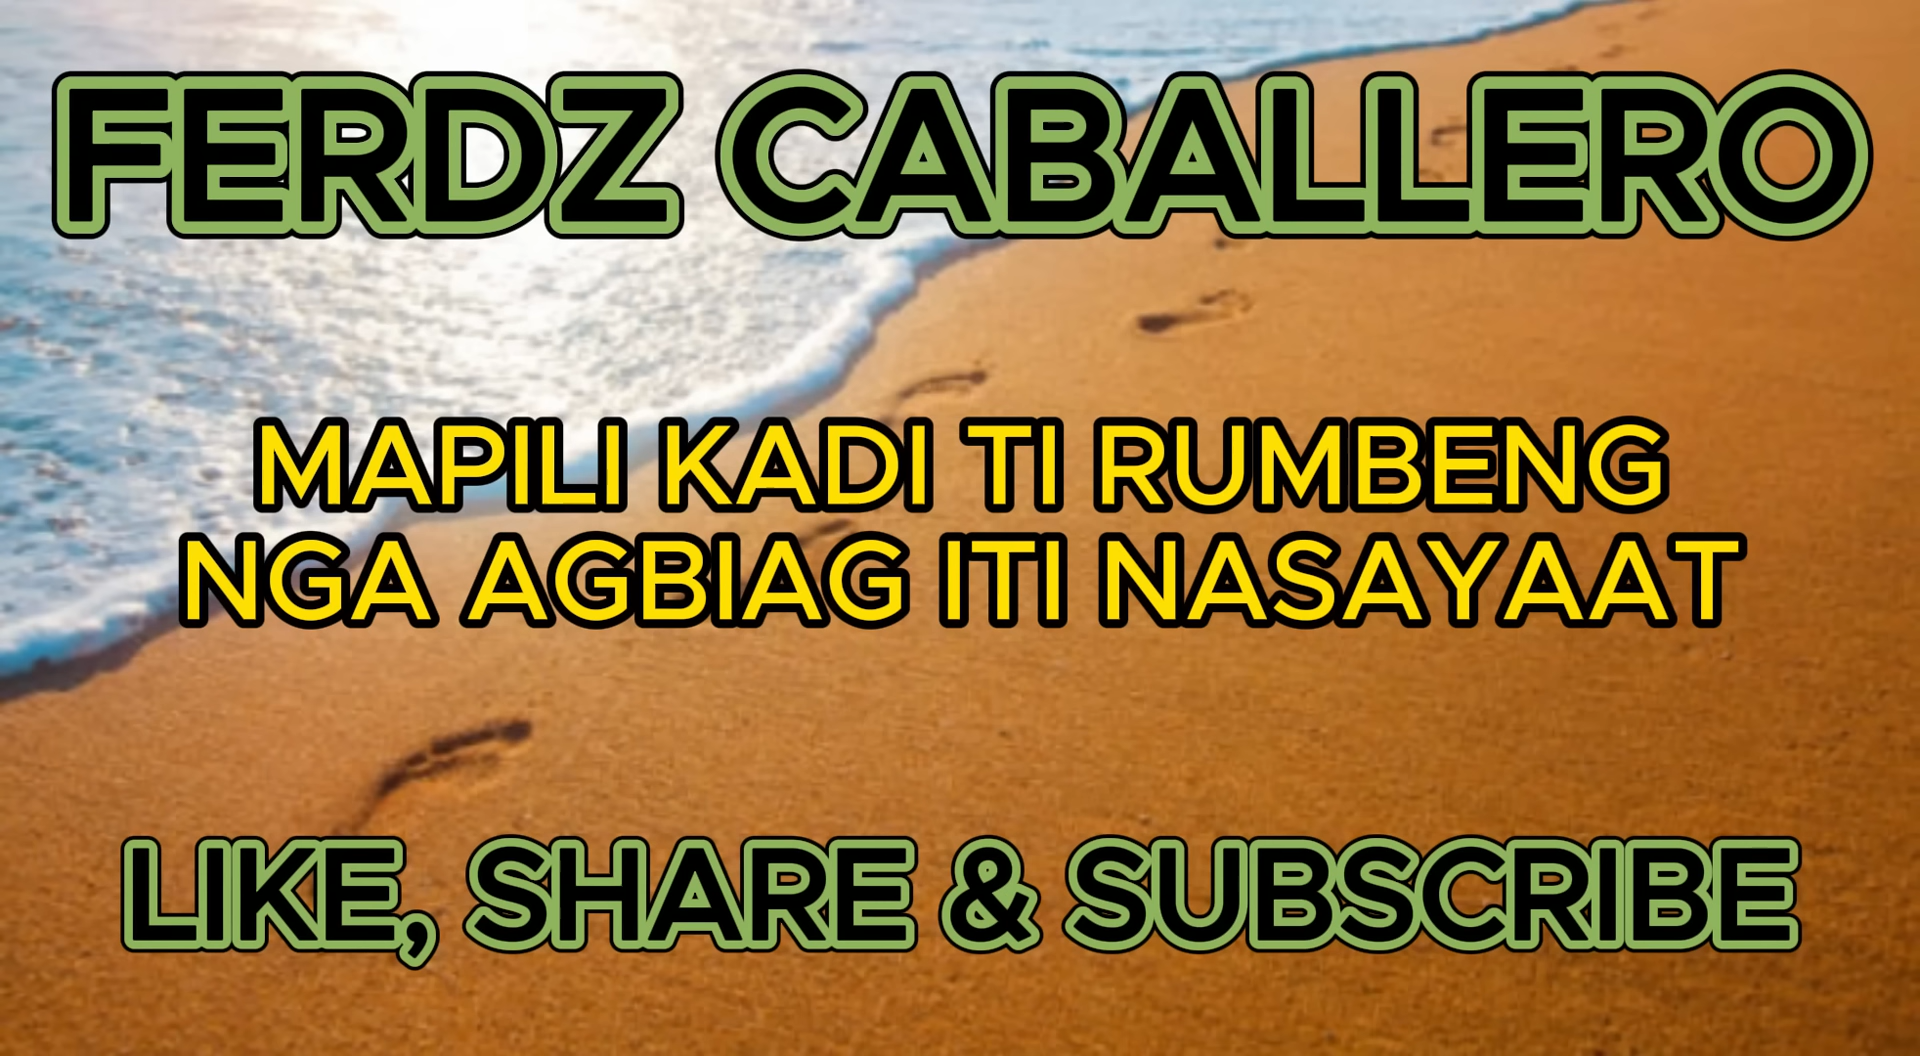 FERDZ CABALLERO
MAPILI KADI TI RUMBENG
NGA AGBIAG ITI NASAYAAT
LIKE, SHARE & SUBSCRIBE